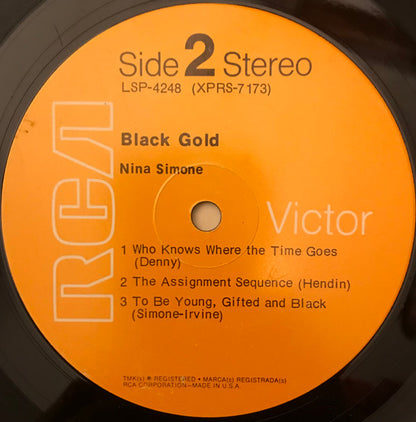 Side 2 Stereo
LSP-4248 (XPRS-7173)
Black Gold
Nina Simone
RCA
Victor
1 Who Knows Where the Time Goes
(Denny)
2 The Assignment Sequence (Hendin)
3 To Be Young, Gifted and Black
(Simone-Irvine)
TMK(s) ® REGISTERED • MARCA(s) REGISTRADA(s)
RCA CORPORATION–MADE IN U.S.A.